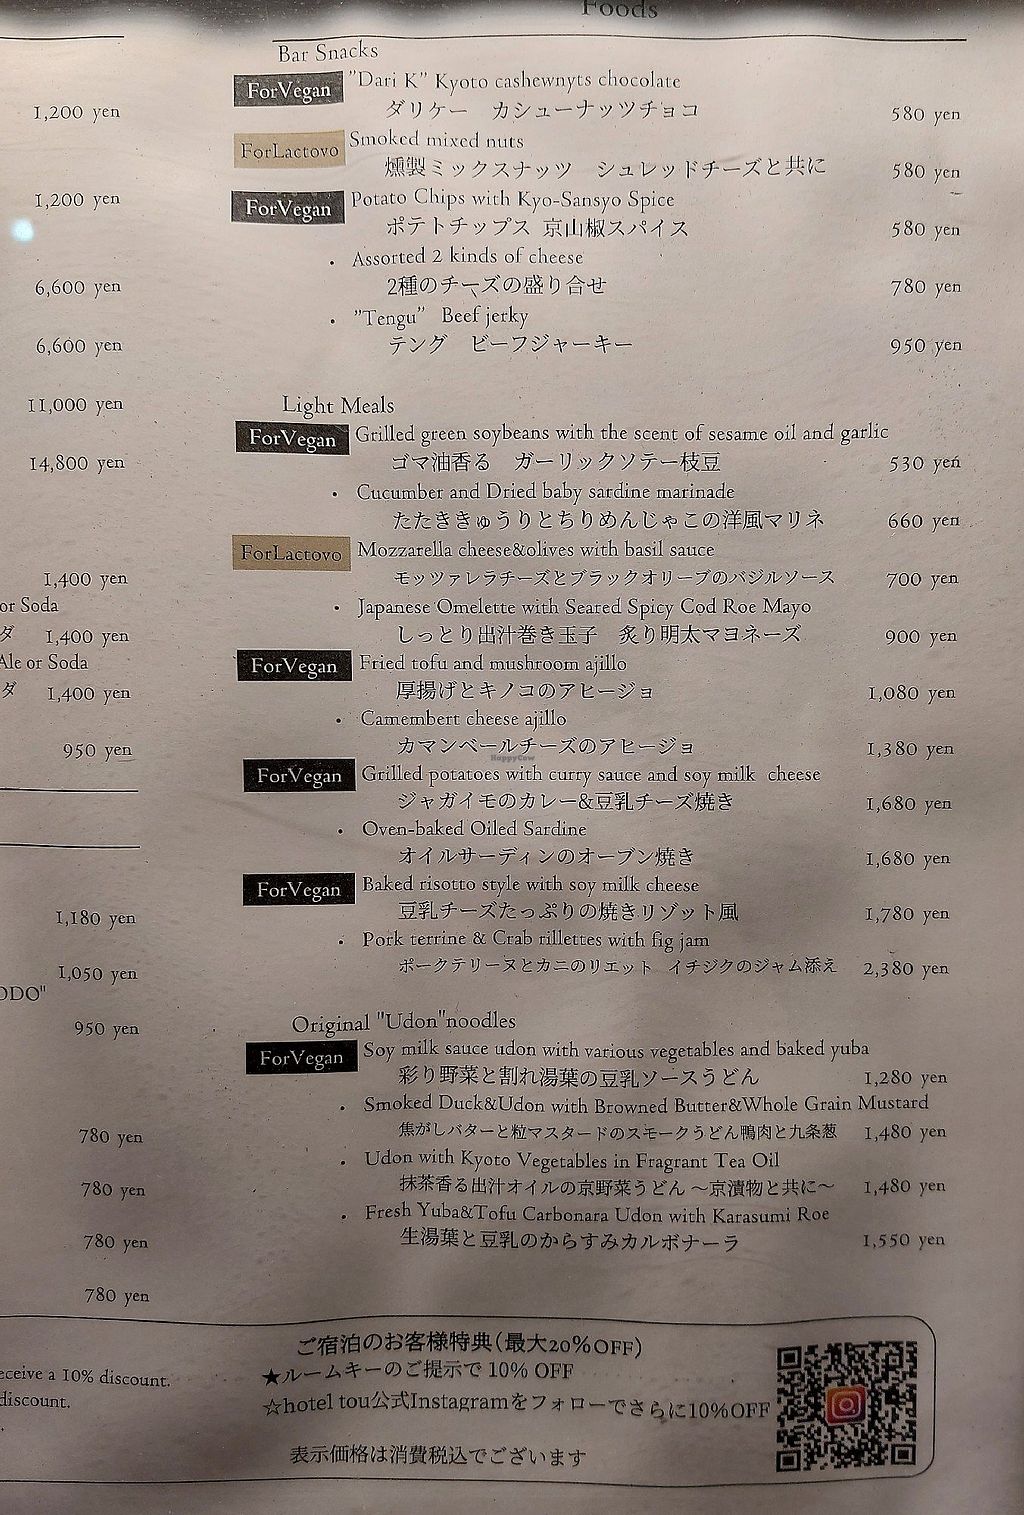 Foods
1,200 yen
1,200 yen
6,600 yen
6,600 yen
11,000 yen
14,800 yen
1,400 yen
or Soda
ダ 1,400 yen
Ale or Soda
ダ 1,400 yen
950 yen
1,180 yen
1,050 yen
ODO"
950 yen
780 yen
780 yen
780 yen
780 yen
Bar Snacks
ForVegan "Dari K" Kyoto cashewnyts chocolate
ダリケー カシューナッツチョコ 580 yen
ForLactovo Smoked mixed nuts
燻製ミックスナッツ シュレッドチーズと共に 580 yen
ForVegan Potato Chips with Kyo-Sansyo Spice
ポテトチップス 京山椒スパイス 580 yen
・ Assorted 2 kinds of cheese
2種のチーズの盛り合せ 780 yen
・ "Tengu" Beef jerky
テング ビーフジャーキー 950 yen
Light Meals
ForVegan Grilled green soybeans with the scent of sesame oil and garlic
ゴマ油香る ガーリックソテー枝豆 530 yen
・ Cucumber and Dried baby sardine marinade
たたききゅうりとちりめんじゃこの洋風マリネ 660 yen
ForLactovo Mozzarella cheese&olives with basil sauce
モッツァレラチーズとブラックオリーブのバジルソース 700 yen
・ Japanese Omelette with Seared Spicy Cod Roe Mayo
しっとり出汁巻き玉子 炙り明太マヨネーズ 900 yen
ForVegan Fried tofu and mushroom ajillo
厚揚げとキノコのアヒージョ 1,080 yen
・ Camembert cheese ajillo
カマンベールチーズのアヒージョ 1,380 yen
HappyCow
ForVegan Grilled potatoes with curry sauce and soy milk cheese
ジャガイモのカレー&豆乳チーズ焼き 1,680 yen
・ Oven-baked Oiled Sardine
オイルサーディンのオーブン焼き 1,680 yen
ForVegan Baked risotto style with soy milk cheese
豆乳チーズたっぷりの焼きリゾット風 1,780 yen
・ Pork terrine & Crab rillettes with fig jam
ポークテリーヌとカニのリエット イチジクのジャム添え 2,380 yen
Original "Udon"noodles
ForVegan Soy milk sauce udon with various vegetables and baked yuba
彩り野菜と割れ湯葉の豆乳ソースうどん 1,280 yen
・ Smoked Duck&Udon with Browned Butter&Whole Grain Mustard
焦がしバターと粒マスタードのスモークうどん鴨肉と九条葱 1,480 yen
・ Udon with Kyoto Vegetables in Fragrant Tea Oil
抹茶香る出汁オイルの京野菜うどん 〜京漬物と共に〜 1,480 yen
・ Fresh Yuba&Tofu Carbonara Udon with Karasumi Roe
生湯葉と豆乳のからすみカルボナーラ 1,550 yen
eceive a 10% discount.
discount.
ご宿泊のお客様特典(最大20%OFF)
★ルームキーのご提示で 10% OFF
☆hotel tou公式Instagramをフォローでさらに10%OFF
表示価格は消費税込でございます